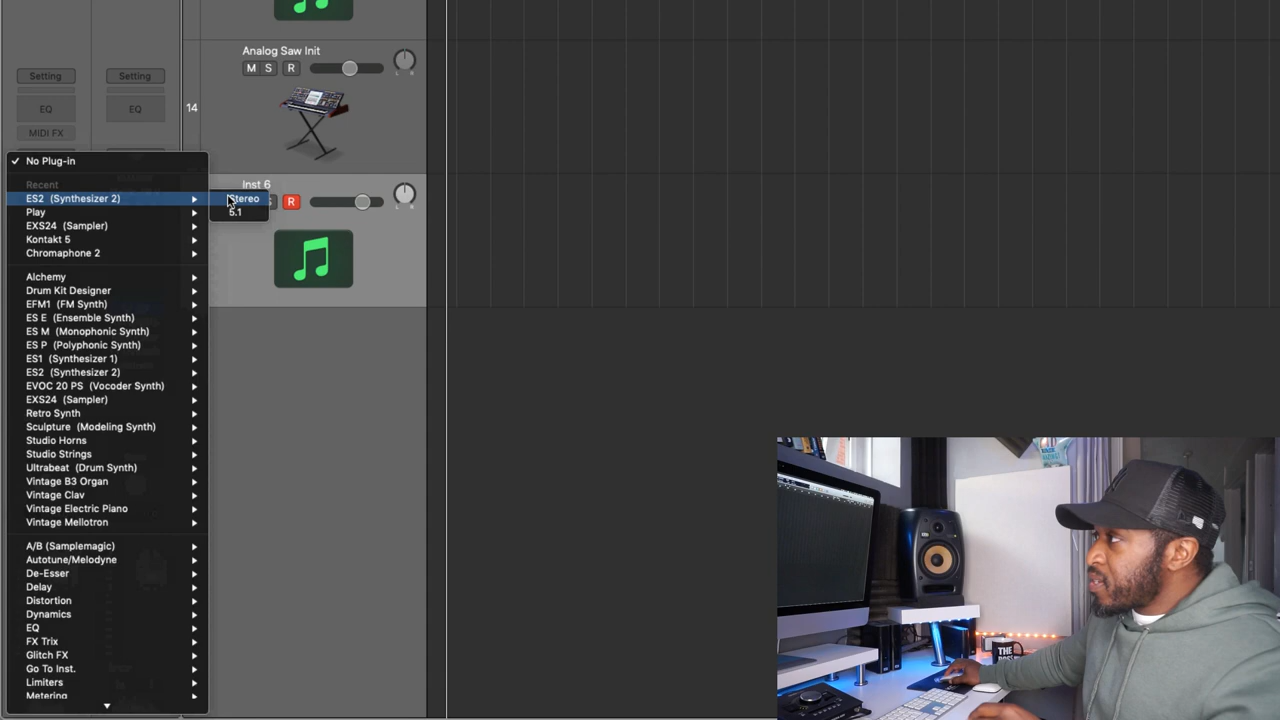 Analog Saw Init
M S R
L R
Setting
Setting
EQ
EQ
14
MIDI FX
✓ No Plug-in
Recent
Inst 6
ES2 (Synthesizer 2)
Stereo
S R
Play
5.1
EXS24 (Sampler)
Kontakt 5
Chromaphone 2
Alchemy
Drum Kit Designer
EFM1 (FM Synth)
ES E (Ensemble Synth)
ES M (Monophonic Synth)
ES P (Polyphonic Synth)
ES1 (Synthesizer 1)
ES2 (Synthesizer 2)
EVOC 20 PS (Vocoder Synth)
EXS24 (Sampler)
Retro Synth
Sculpture (Modeling Synth)
Studio Horns
Studio Strings
Ultrabeat (Drum Synth)
Vintage B3 Organ
Vintage Clav
Vintage Electric Piano
Vintage Mellotron
A/B (Samplemagic)
Autotune/Melodyne
De-Esser
Delay
Distortion
Dynamics
EQ
FX Trix
Glitch FX
Go To Inst.
Limiters
Metering
THE